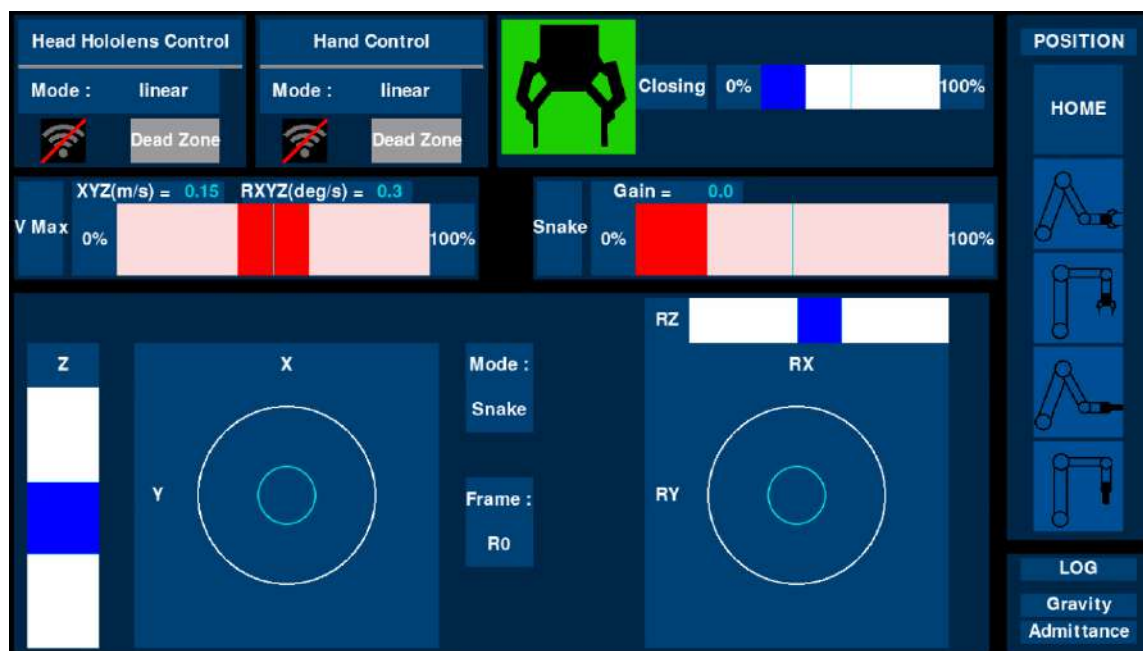 Head Hololens Control
Mode : linear
Dead Zone
Hand Control
Mode : linear
Dead Zone
Closing 0% 100%
POSITION
HOME
V Max
XYZ(m/s) = 0.15 RXYZ(deg/s) = 0.3
0% 100%
Snake
Gain = 0.0
0% 100%
Z
X
Y
Mode :
Snake
Frame :
R0
RZ
RX
RY
LOG
Gravity
Admittance